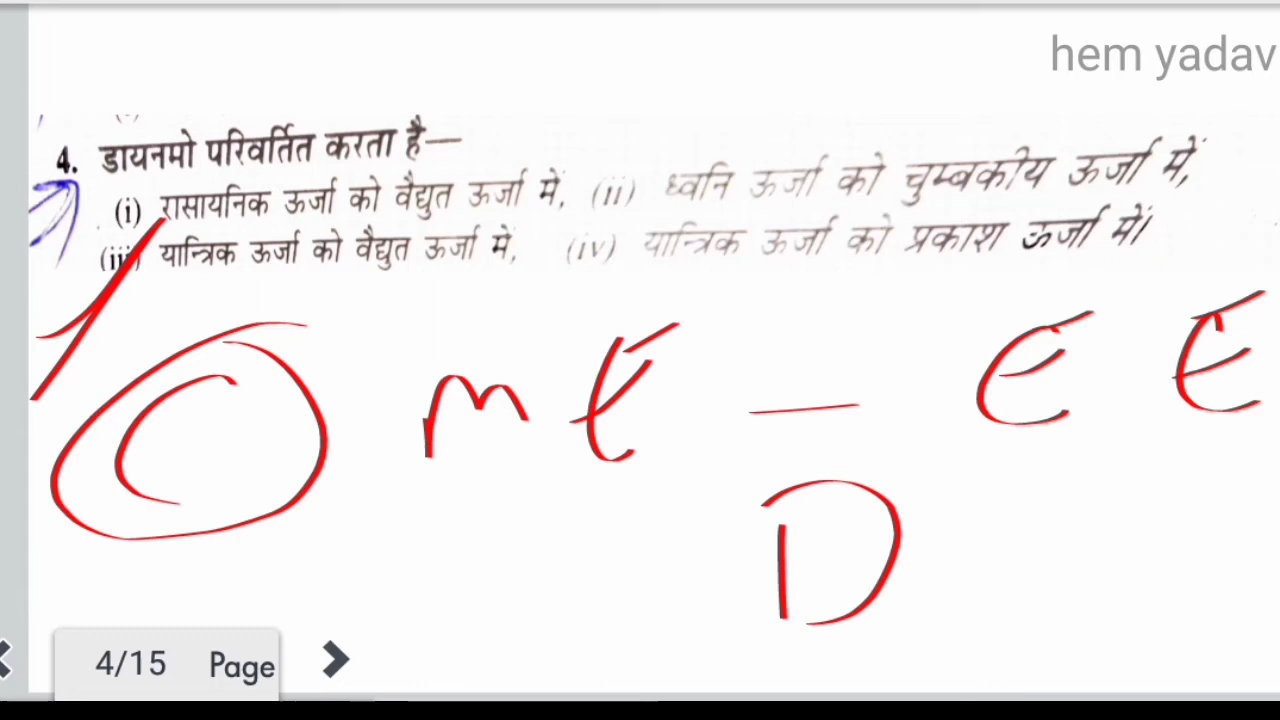 hem yadav
4. डायनमो परिवर्तित करता है—
(i) रासायनिक ऊर्जा को वैद्युत ऊर्जा में, (ii) ध्वनि ऊर्जा को चुम्बकीय ऊर्जा में,
(iii) यान्त्रिक ऊर्जा को वैद्युत ऊर्जा में, (iv) यान्त्रिक ऊर्जा को प्रकाश ऊर्जा में।
C mE — EE
D
4/15 Page